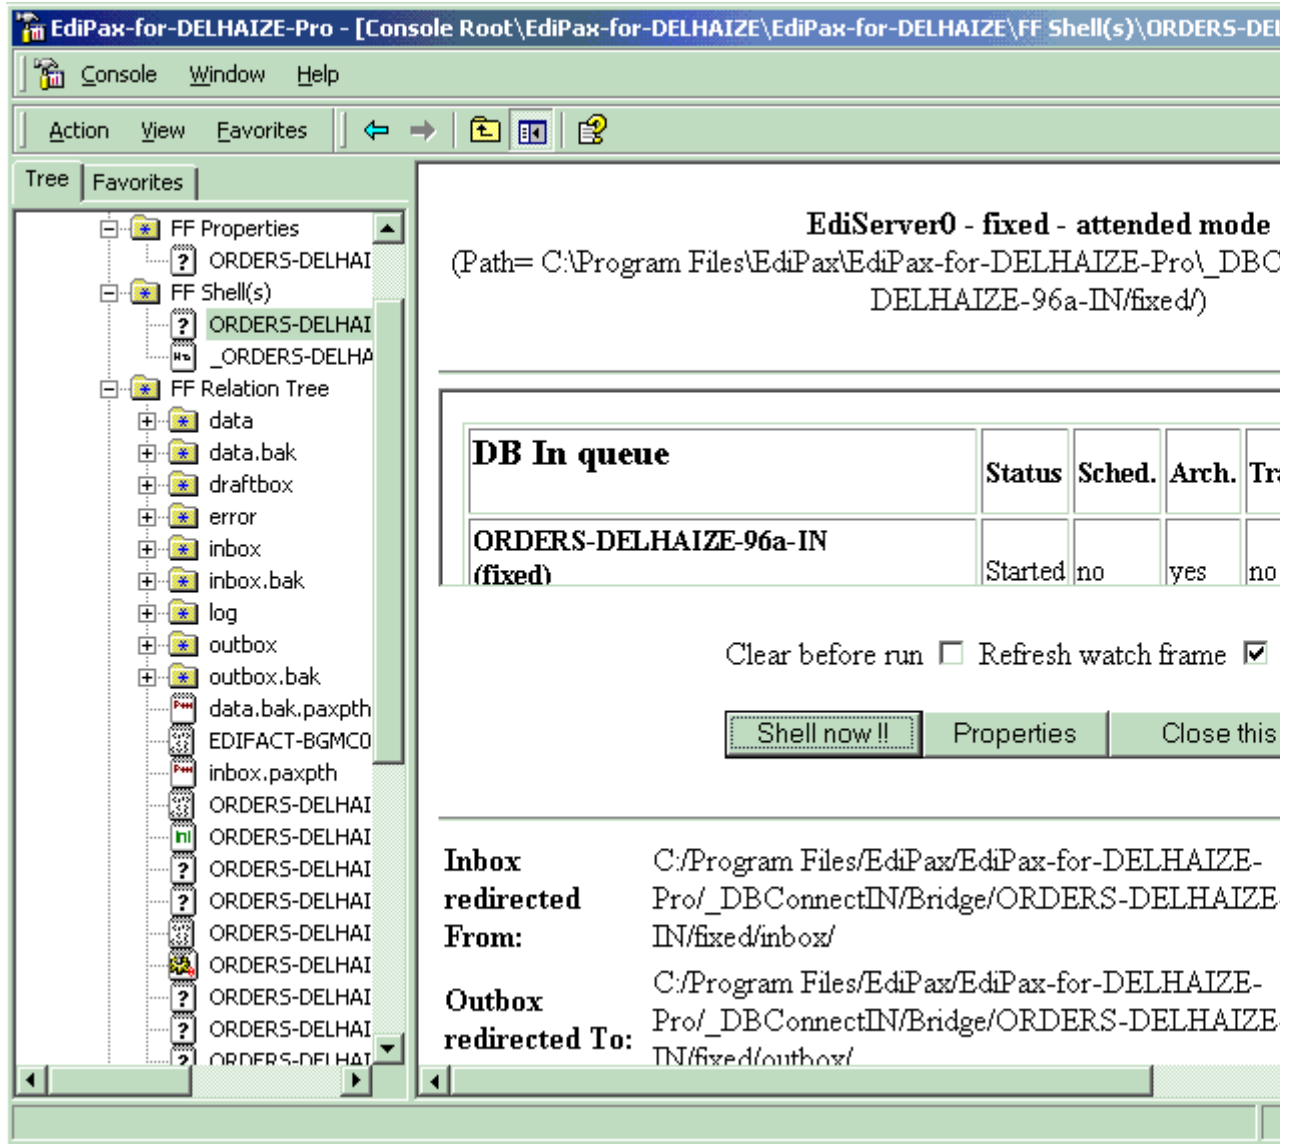 EdiPax-for-DELHAIZE-Pro - [Console Root\EdiPax-for-DELHAIZE\EdiPax-for-DELHAIZE\FF Shell(s)\ORDERS-DEL
Console Window Help
Action View Favorites
Tree Favorites
FF Properties
ORDERS-DELHAI
FF Shell(s)
ORDERS-DELHAI
_ORDERS-DELHA
FF Relation Tree
data
data.bak
draftbox
error
inbox
inbox.bak
log
outbox
outbox.bak
data.bak.paxpth
EDIFACT-BGMC0
inbox.paxpth
ORDERS-DELHAI
ORDERS-DELHAI
ORDERS-DELHAI
ORDERS-DELHAI
ORDERS-DELHAI
ORDERS-DELHAI
ORDERS-DELHAI
ORDERS-DELHAI
ORDERS-DELHAI
EdiServer0 - fixed - attended mode
(Path= C:\Program Files\EdiPax\EdiPax-for-DELHAIZE-Pro\_DBC
DELHAIZE-96a-IN/fixed/)
DB In queue Status Sched. Arch. Tra
ORDERS-DELHAIZE-96a-IN
(fixed) Started no yes no
Clear before run Refresh watch frame
Shell now !! Properties Close this
Inbox redirected From:
C:/Program Files/EdiPax/EdiPax-for-DELHAIZE-
Pro/_DBConnectIN/Bridge/ORDERS-DELHAIZE-
IN/fixed/inbox/
Outbox redirected To:
C:/Program Files/EdiPax/EdiPax-for-DELHAIZE-
Pro/_DBConnectIN/Bridge/ORDERS-DELHAIZE-
IN/fixed/outbox/